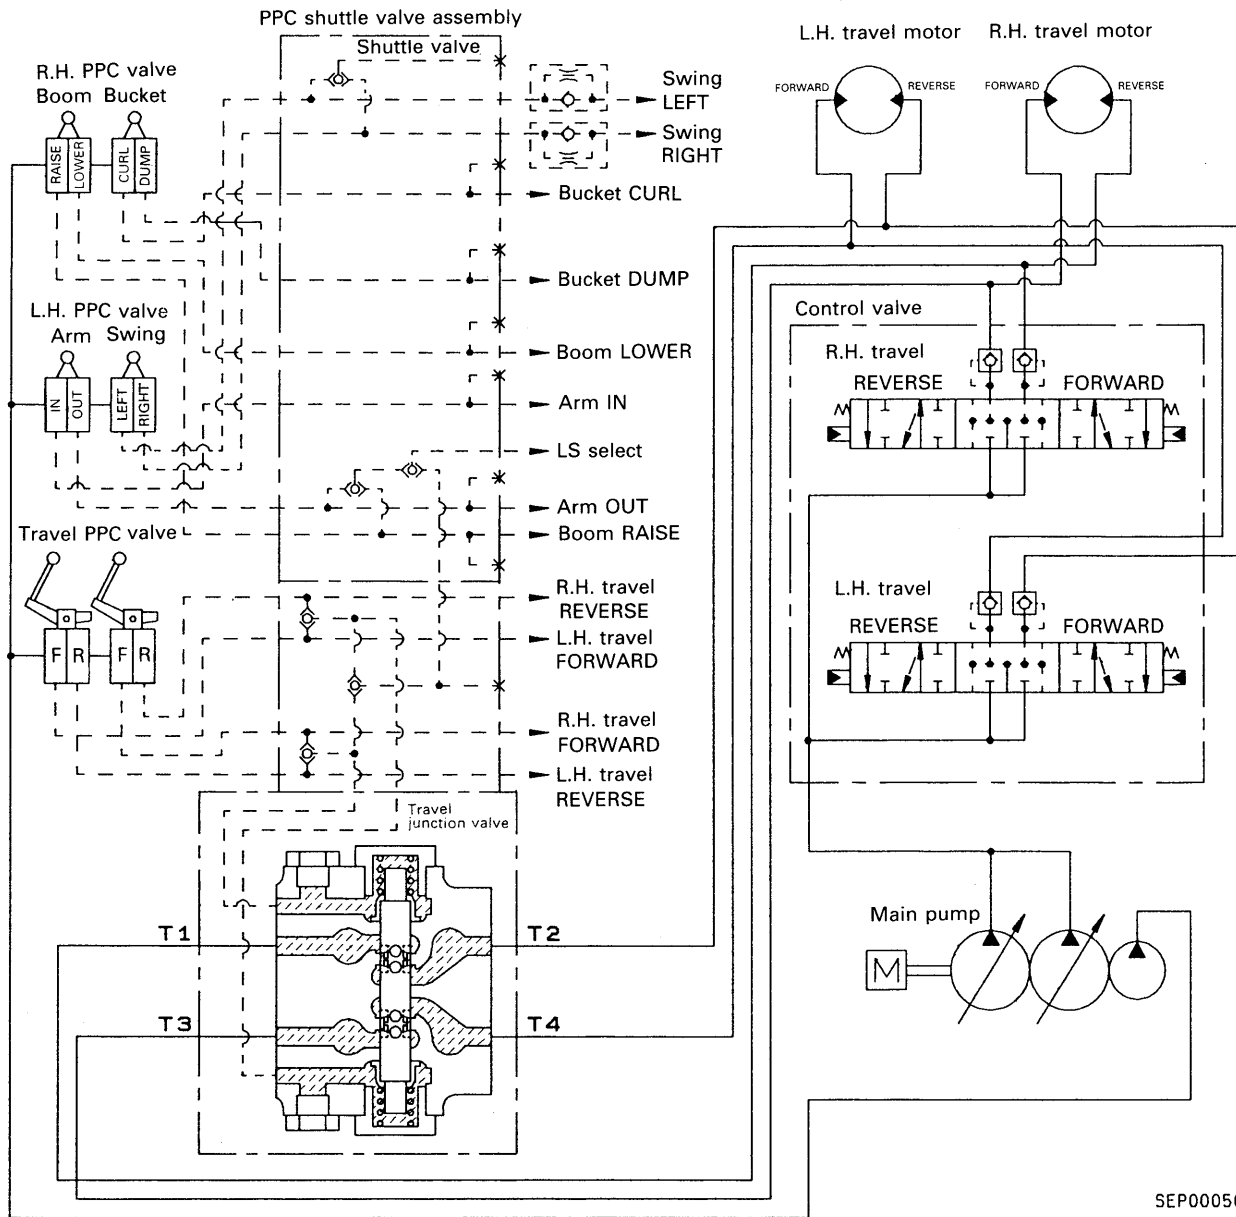 PPC shuttle valve assembly
Shuttle valve
R.H. PPC valve
Boom Bucket
RAISE
LOWER
CURL
DUMP
Swing
LEFT
Swing
RIGHT
Bucket CURL
Bucket DUMP
L.H. PPC valve
Arm Swing
IN
OUT
LEFT
RIGHT
Boom LOWER
Arm IN
LS select
Arm OUT
Boom RAISE
Travel PPC valve
F R F R
R.H. travel
REVERSE
L.H. travel
FORWARD
R.H. travel
FORWARD
L.H. travel
REVERSE
Travel
junction valve
T1
T2
T3
T4
L.H. travel motor
R.H. travel motor
FORWARD
REVERSE
FORWARD
REVERSE
Control valve
R.H. travel
REVERSE
FORWARD
L.H. travel
REVERSE
FORWARD
Main pump
M